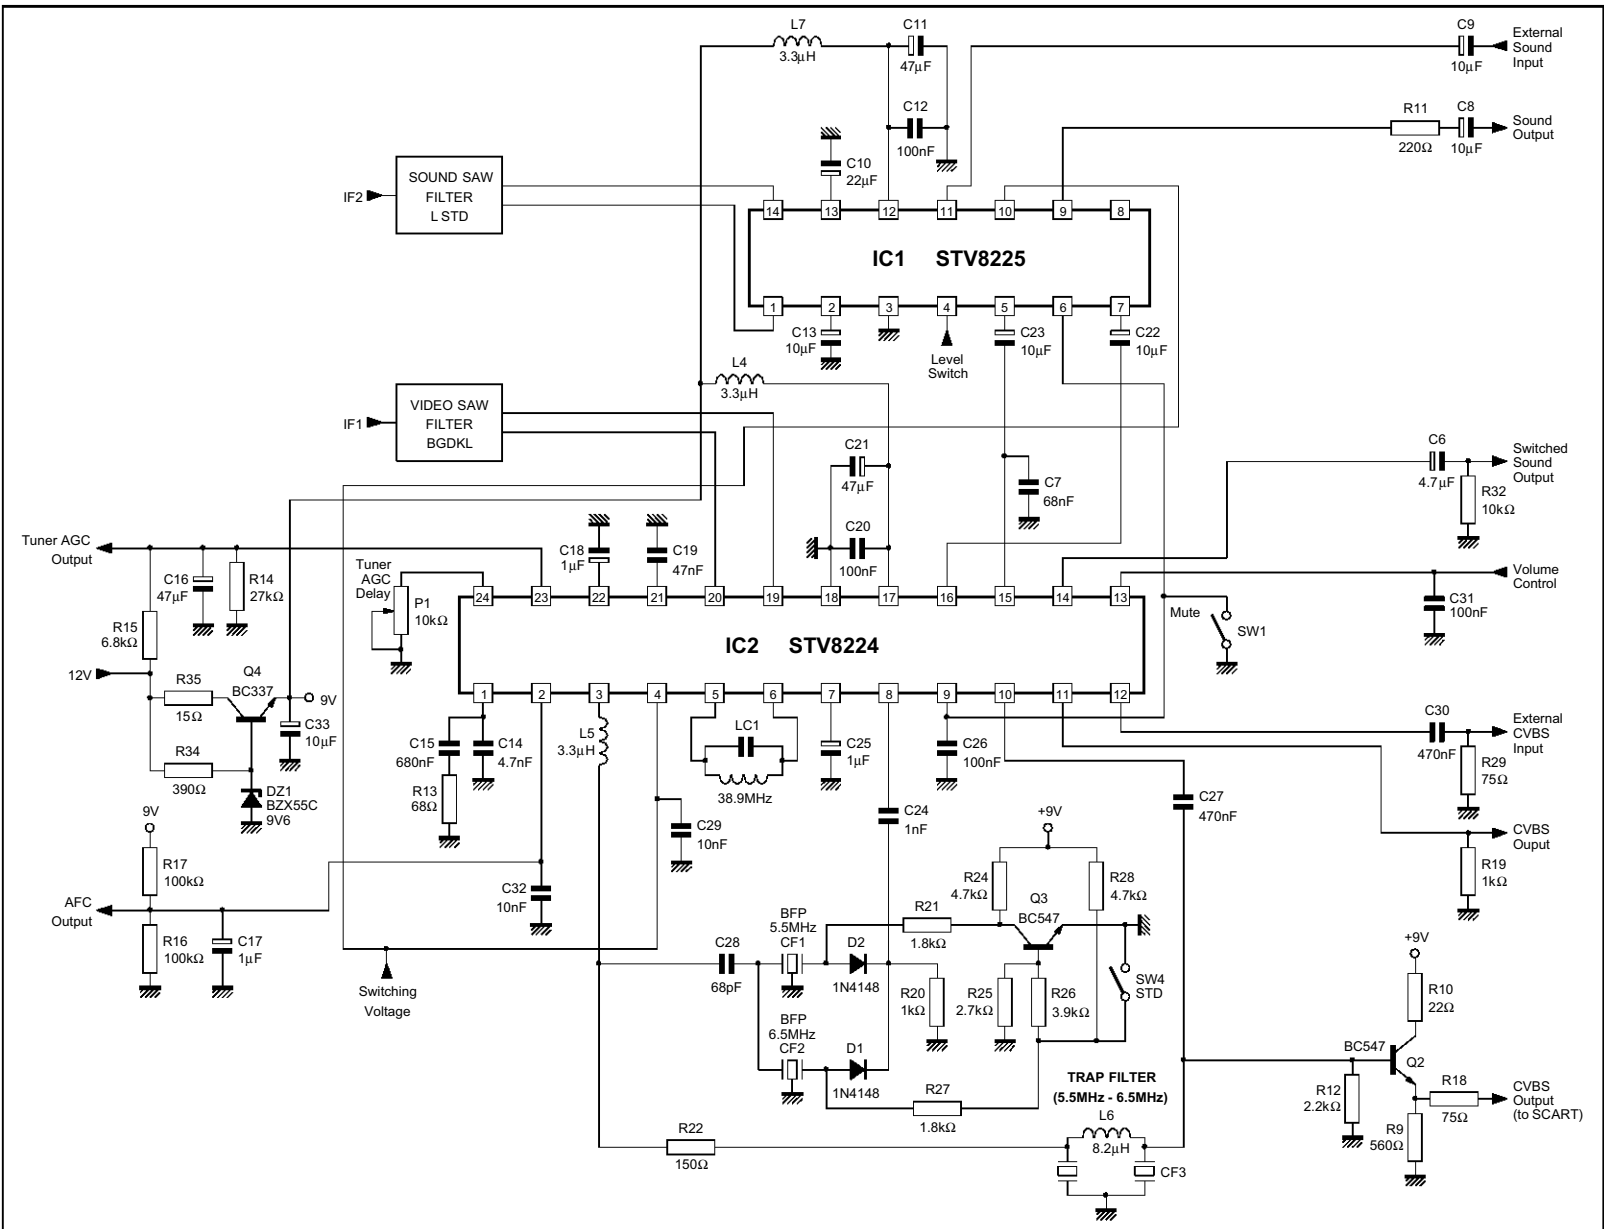 L7
3.3µH
C11
47µF
C9
10µF
External
Sound
Input
C12
100nF
R11
220Ω
C8
10µF
Sound
Output
C10
22µF
IF2
SOUND SAW
FILTER
L STD
14 13 12 11 10 9 8
IC1 STV8225
1 2 3 4 5 6 7
C13
10µF
Level
Switch
C23
10µF
C22
10µF
L4
3.3µH
IF1
VIDEO SAW
FILTER
BGDKL
C21
47µF
C7
68nF
C6
4.7µF
Switched
Sound
Output
R32
10kΩ
C20
100nF
Tuner AGC
Output
C18
1µF
C19
47nF
Tuner
AGC
Delay
P1
10kΩ
C16
47µF
R14
27kΩ
R15
6.8kΩ
Volume
Control
C31
100nF
24 23 22 21 20 19 18 17 16 15 14 13
IC2 STV8224
1 2 3 4 5 6 7 8 9 10 11 12
Mute
SW1
12V
R35
15Ω
Q4
BC337
9V
C33
10µF
R34
390Ω
DZ1
BZX55C
9V6
C15
680nF
C14
4.7nF
R13
68Ω
L5
3.3µH
LC1
38.9MHz
C25
1µF
C26
100nF
C30
470nF
External
CVBS
Input
R29
75Ω
C24
1nF
C27
470nF
C29
10nF
CVBS
Ouput
R19
1kΩ
9V
R17
100kΩ
AFC
Output
R16
100kΩ
C17
1µF
C32
10nF
Switching
Voltage
+9V
R24
4.7kΩ
R28
4.7kΩ
Q3
BC547
R21
1.8kΩ
BFP
5.5MHz
CF1
D2
1N4148
C28
68pF
R20
1kΩ
R25
2.7kΩ
R26
3.9kΩ
SW4
STD
BFP
6.5MHz
CF2
D1
1N4148
R27
1.8kΩ
TRAP FILTER
(5.5MHz - 6.5MHz)
L6
8.2µH
CF3
R22
150Ω
+9V
R10
22Ω
BC547
Q2
R12
2.2kΩ
R18
75Ω
R9
560Ω
CVBS
Output
(to SCART)